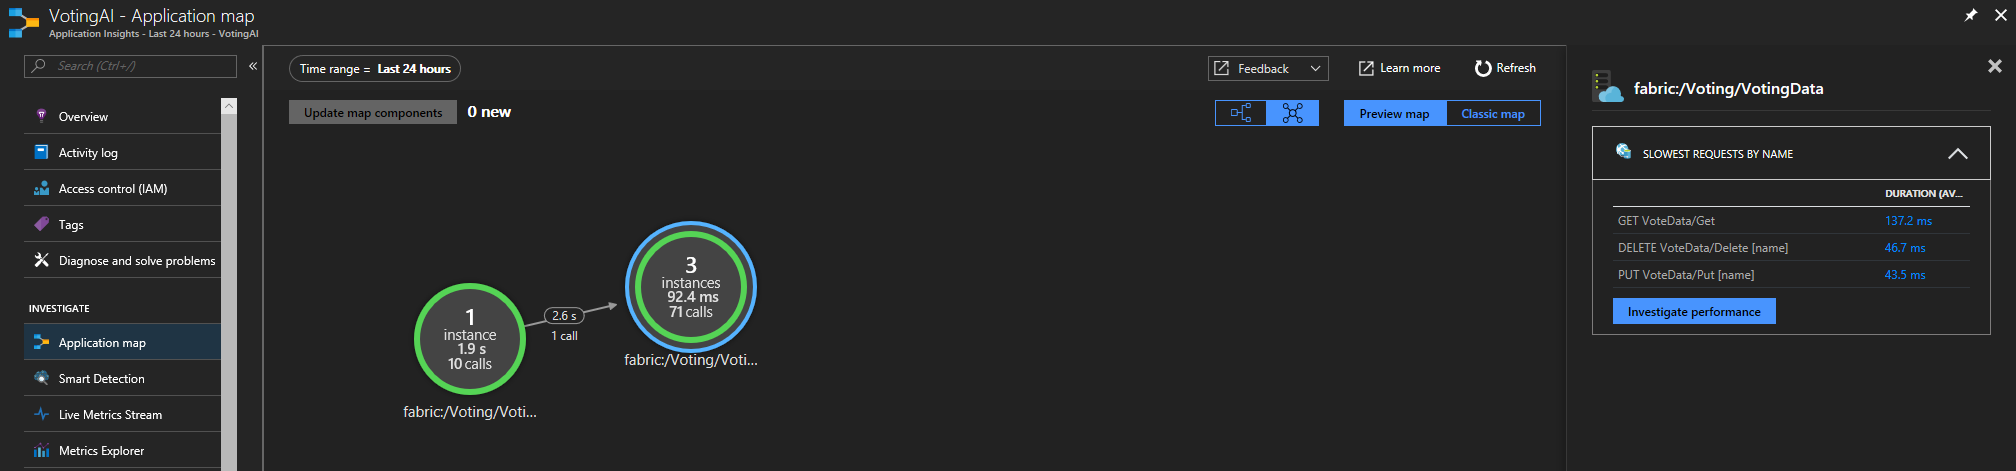 VotingAI - Application map
Application Insights - Last 24 hours - VotingAI
Search (Ctrl+/)
«
Overview
Activity log
Access control (IAM)
Tags
Diagnose and solve problems
INVESTIGATE
Application map
Smart Detection
Live Metrics Stream
Metrics Explorer
Time range = Last 24 hours
Feedback
Learn more
Refresh
Update map components
0 new
Preview map
Classic map
1
instance
1.9 s
10 calls
fabric:/Voting/Voti...
2.6 s
1 call
3
instances
92.4 ms
71 calls
fabric:/Voting/Voti...
fabric:/Voting/VotingData
SLOWEST REQUESTS BY NAME
DURATION (AV...
GET VoteData/Get 137.2 ms
DELETE VoteData/Delete [name] 46.7 ms
PUT VoteData/Put [name] 43.5 ms
Investigate performance